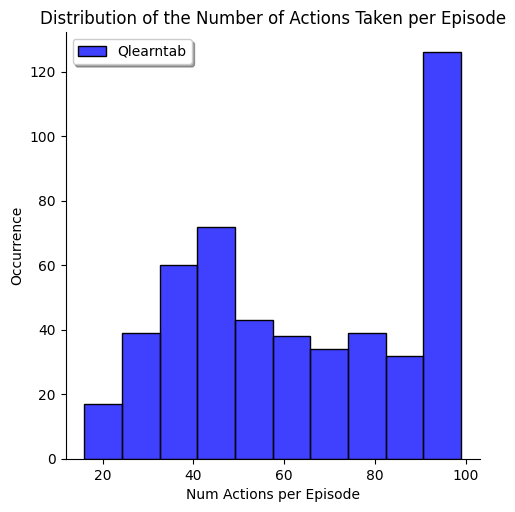 Distribution of the Number of Actions Taken per Episode
Qlearntab
120
100
80
60
40
20
0
Occurrence
20 40 60 80 100
Num Actions per Episode